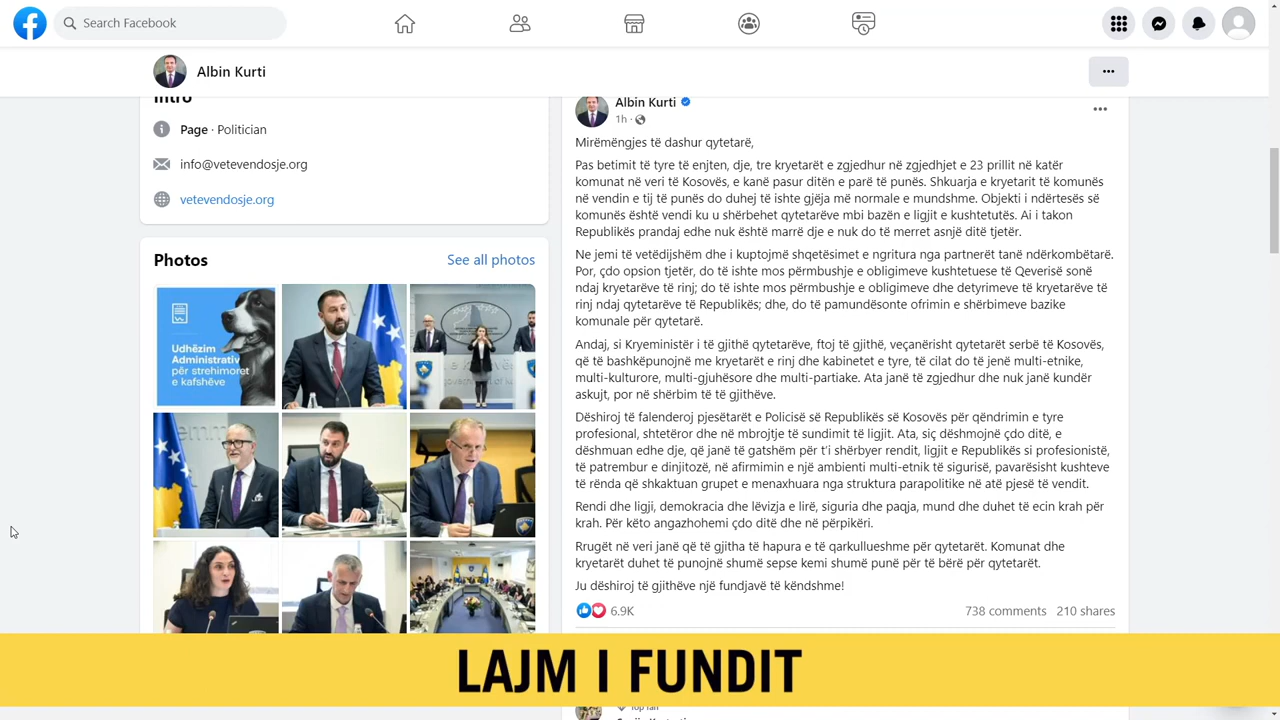 Search Facebook
Albin Kurti
Intro
Page · Politician
info@vetevendosje.org
vetevendosje.org
Photos
See all photos
Udhëzim
Administrativ
për strehimoret
e kafshëve
Albin Kurti
1h ·
Mirëmëngjes të dashur qytetarë,
Pas betimit të tyre të enjten, dje, tre kryetarët e zgjedhur në zgjedhjet e 23 prillit në katër
komunat në veri të Kosovës, e kanë pasur ditën e parë të punës. Shkuarja e kryetarit të komunës
në vendin e tij të punës do duhej të ishte gjëja më normale e mundshme. Objekti i ndërtesës së
komunës është vendi ku u shërbehet qytetarëve mbi bazën e ligjit e kushtetutës. Ai i takon
Republikës prandaj edhe nuk është marrë dje e nuk do të merret asnjë ditë tjetër.
Ne jemi të vetëdijshëm dhe i kuptojmë shqetësimet e ngritura nga partnerët tanë ndërkombëtarë.
Por, çdo opsion tjetër, do të ishte mos përmbushje e obligimeve kushtetuese të Qeverisë sonë
ndaj kryetarëve të rinj; do të ishte mos përmbushje e obligimeve dhe detyrimeve të kryetarëve të
rinj ndaj qytetarëve të Republikës; dhe, do të pamundësonte ofrimin e shërbimeve bazike
komunale për qytetarë.
Andaj, si Kryeministër i të gjithë qytetarëve, ftoj të gjithë, veçanërisht qytetarët serbë të Kosovës,
që të bashkëpunojnë me kryetarët e rinj dhe kabinetet e tyre, të cilat do të jenë multi-etnike,
multi-kulturore, multi-gjuhësore dhe multi-partiake. Ata janë të zgjedhur dhe nuk janë kundër
askujt, por në shërbim të të gjithëve.
Dëshiroj të falenderoj pjesëtarët e Policisë së Republikës së Kosovës për qëndrimin e tyre
profesional, shtetëror dhe në mbrojtje të sundimit të ligjit. Ata, siç dëshmojnë çdo ditë, e
dëshmuan edhe dje, që janë të gatshëm për t'i shërbyer rendit, ligjit e Republikës si profesionistë,
të patrembur e dinjitozë, në afirmimin e një ambienti multi-etnik të sigurisë, pavarësisht kushteve
të rënda që shkaktuan grupet e menaxhuara nga struktura parapolitike në atë pjesë të vendit.
Rendi dhe ligji, demokracia dhe lëvizja e lirë, siguria dhe paqja, mund dhe duhet të ecin krah për
krah. Për këto angazhohemi çdo ditë dhe në përpikëri.
Rrugët në veri janë që të gjitha të hapura e të qarkullueshme për qytetarët. Komunat dhe
kryetarët duhet të punojnë shumë sepse kemi shumë punë për të bërë për qytetarët.
Ju dëshiroj të gjithëve një fundjavë të këndshme!
6.9K
738 comments 210 shares
LAJM I FUNDIT
Top fan